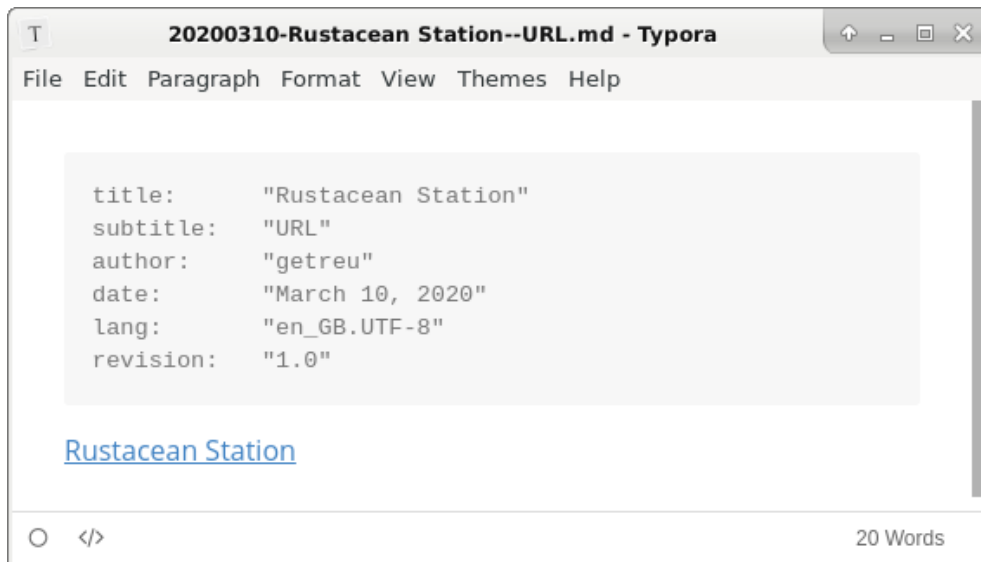 20200310-Rustacean Station--URL.md - Typora
File Edit Paragraph Format View Themes Help
title: "Rustacean Station"
subtitle: "URL"
author: "getreu"
date: "March 10, 2020"
lang: "en_GB.UTF-8"
revision: "1.0"
Rustacean Station
</> 20 Words